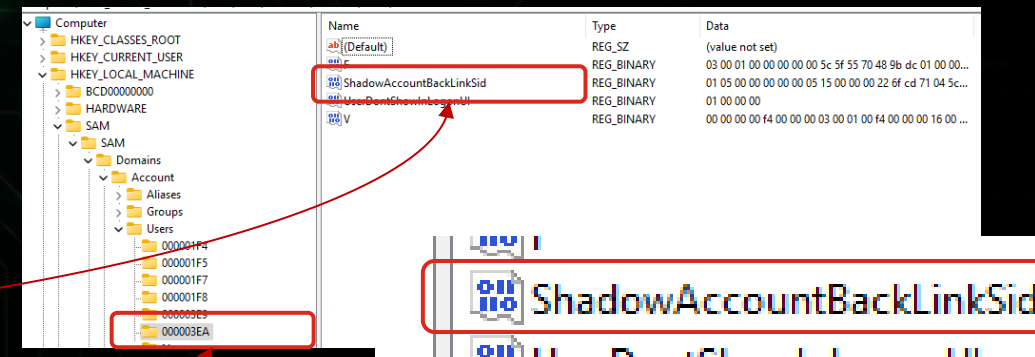 Computer
HKEY_CLASSES_ROOT
HKEY_CURRENT_USER
HKEY_LOCAL_MACHINE
BCD00000000
HARDWARE
SAM
SAM
Domains
Account
Aliases
Groups
Users
000001F4
000001F5
000001F7
000001F8
000003E9
000003EA
Name Type Data
(Default) REG_SZ (value not set)
F REG_BINARY 03 00 01 00 00 00 00 00 5c 5f 55 70 48 9b dc 01 00 00...
ShadowAccountBackLinkSid REG_BINARY 01 05 00 00 00 00 00 05 15 00 00 00 22 6f cd 71 04 5c...
UserDontShowInLogonUI REG_BINARY 01 00 00 00
V REG_BINARY 00 00 00 00 f4 00 00 00 03 00 01 00 f4 00 00 00 16 00 ...
ShadowAccountBackLinkSid